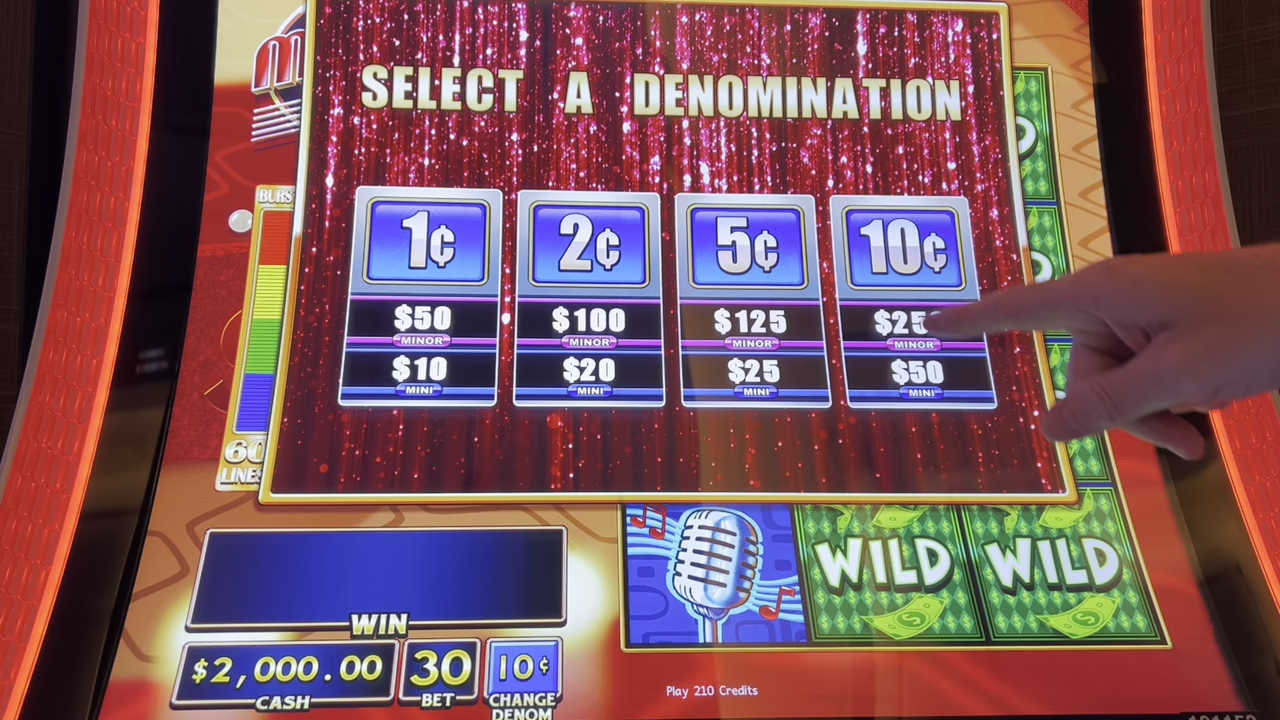 SELECT A DENOMINATION
1¢ 2¢ 5¢ 10¢
$50 $100 $125
MINOR MINOR MINOR MINOR
$10 $20 $25 $50
MINI MINI MINI MINI
60
WILD WILD
WIN
$2,000.00 30 10¢
CASH BET CHANGE
DENOM
Play 210 Credits